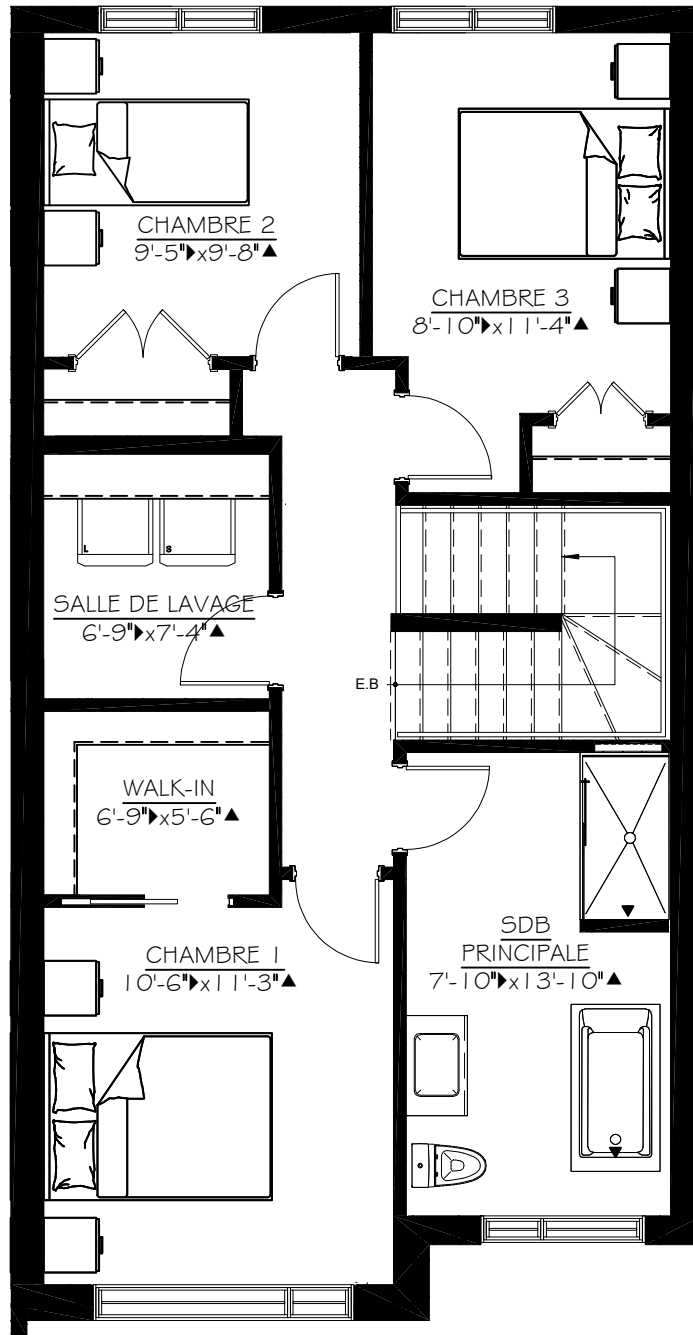 CHAMBRE 2
9'-5"▶x9'-8"▲
CHAMBRE 3
8'-10"▶x11'-4"▲
L
S
SALLE DE LAVAGE
6'-9"▶x7'-4"▲
E.B
WALK-IN
6'-9"▶x5'-6"▲
SDB
PRINCIPALE
7'-10"▶x13'-10"▲
CHAMBRE 1
10'-6"▶x11'-3"▲